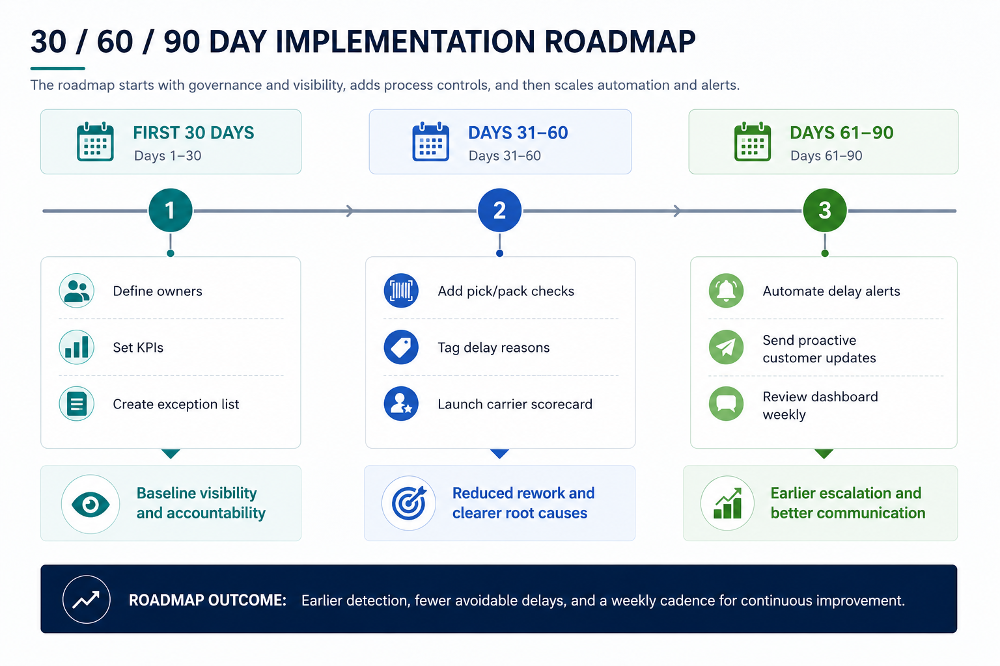 30 / 60 / 90 DAY IMPLEMENTATION ROADMAP
The roadmap starts with governance and visibility, adds process controls, and then scales automation and alerts.
FIRST 30 DAYS
Days 1–30
DAYS 31–60
Days 31–60
DAYS 61–90
Days 61–90
1
2
3
Define owners
Set KPIs
Create exception list
Add pick/pack checks
Tag delay reasons
Launch carrier scorecard
Automate delay alerts
Send proactive
customer updates
Review dashboard
weekly
Baseline visibility
and accountability
Reduced rework and
clearer root causes
Earlier escalation and
better communication
ROADMAP OUTCOME: Earlier detection, fewer avoidable delays, and a weekly cadence for continuous improvement.